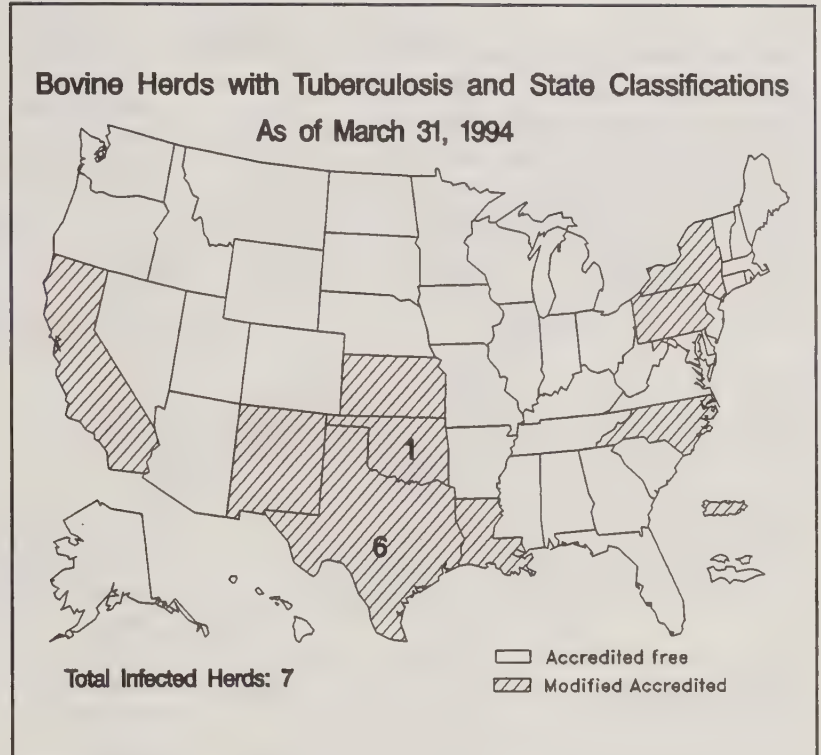 Bovine Herds with Tuberculosis and State Classifications
As of March 31, 1994
1
6
Total Infected Herds: 7
Accredited free
Modified Accredited